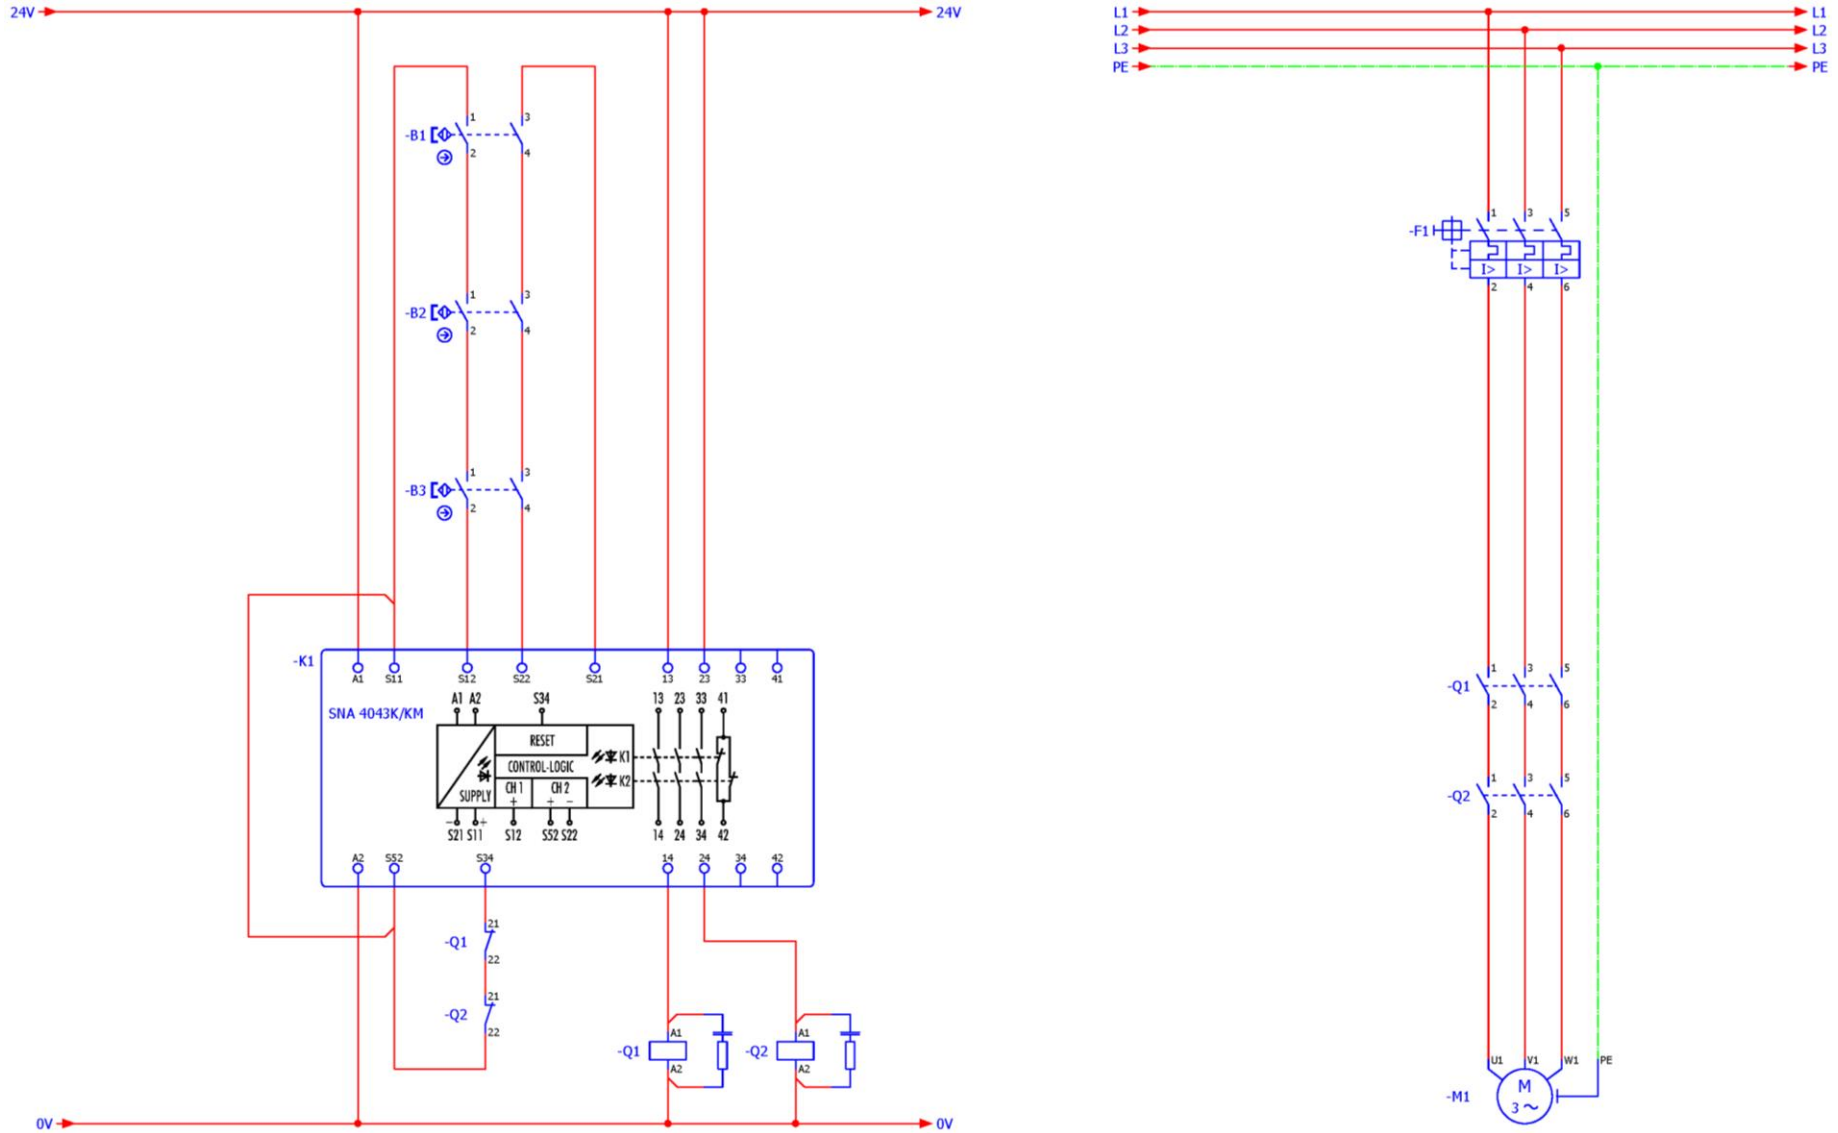 24V 24V
L1 L1
L2 L2
L3 L3
PE PE
-B1 1 3
2 4
-F1 1 3 5
I> I> I>
2 4 6
-B2 1 3
2 4
-B3 1 3
2 4
-K1
A1 S11 S12 S22 S21 13 23 33 41
SNA 4043K/KM
A1 A2 S34 13 23 33 41
RESET
CONTROL-LOGIC
K1
K2
SUPPLY
CH 1 CH 2
+ + −
− +
S21 S11 S12 S52 S22 14 24 34 42
A2 S52 S34 14 24 34 42
-Q1 1 3 5
2 4 6
-Q2 1 3 5
2 4 6
-Q1 21
22
-Q2 21
22
-Q1 A1
A2
-Q2 A1
A2
U1 V1 W1 PE
-M1 M
3 ~
0V 0V